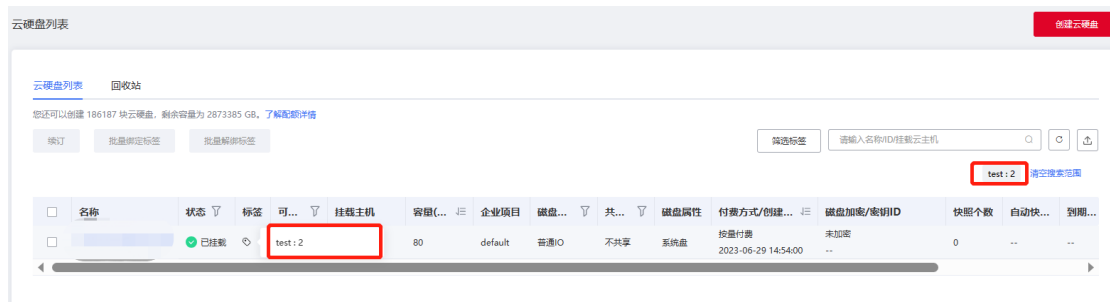 云硬盘列表
创建云硬盘
云硬盘列表 回收站
您还可以创建 186187 块云硬盘，剩余容量为 2873385 GB。了解配额详情
续订 批量绑定标签 批量解绑标签 筛选标签 请输入名称/ID/挂载云主机
test : 2 清空搜索范围
名称 状态 标签 可... 挂载主机 容量(... 企业项目 磁盘... 共... 磁盘属性 付费方式/创建... 磁盘加密/密钥ID 快照个数 自动快... 到期...
已挂载 test : 2 80 default 普通IO 不共享 系统盘 按量付费 未加密 0 -- --
2023-06-29 14:54:00 --